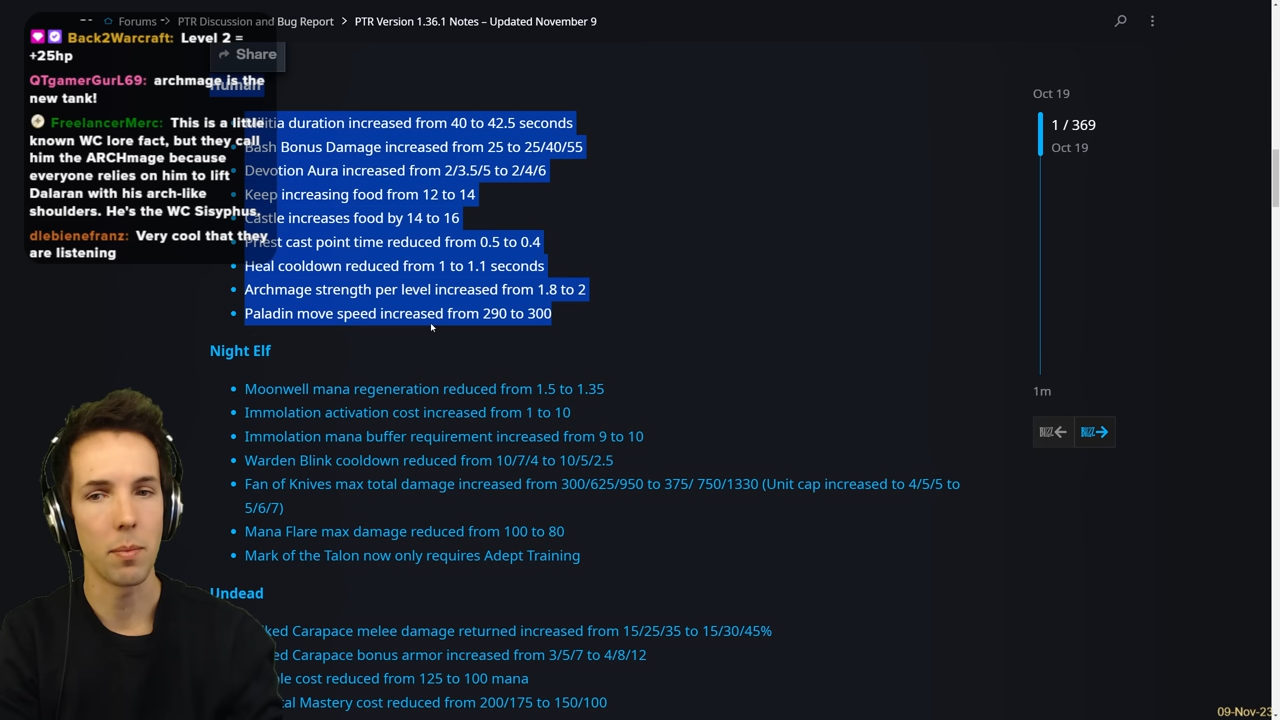 Forums > PTR Discussion and Bug Report > PTR Version 1.36.1 Notes – Updated November 9
Back2Warcraft: Level 2 =
+25hp
QTgamerGurL69: archmage is the
new tank!
FreelancerMerc: This is a little
known WC lore fact, but they call
him the ARCHmage because
everyone relies on him to lift
Dalaran with his arch-like
shoulders. He's the WC Sisyphus.
dlebienefranz: Very cool that they
are listening
Share
Human
Militia duration increased from 40 to 42.5 seconds
Bash Bonus Damage increased from 25 to 25/40/55
Devotion Aura increased from 2/3.5/5 to 2/4/6
Keep increasing food from 12 to 14
Castle increases food by 14 to 16
Priest cast point time reduced from 0.5 to 0.4
Heal cooldown reduced from 1 to 1.1 seconds
Archmage strength per level increased from 1.8 to 2
Paladin move speed increased from 290 to 300
Night Elf
Moonwell mana regeneration reduced from 1.5 to 1.35
Immolation activation cost increased from 1 to 10
Immolation mana buffer requirement increased from 9 to 10
Warden Blink cooldown reduced from 10/7/4 to 10/5/2.5
Fan of Knives max total damage increased from 300/625/950 to 375/ 750/1330 (Unit cap increased to 4/5/5 to
5/6/7)
Mana Flare max damage reduced from 100 to 80
Mark of the Talon now only requires Adept Training
Undead
ked Carapace melee damage returned increased from 15/25/35 to 15/30/45%
ed Carapace bonus armor increased from 3/5/7 to 4/8/12
le cost reduced from 125 to 100 mana
tal Mastery cost reduced from 200/175 to 150/100
Oct 19
1 / 369
Oct 19
1m
09-Nov-23